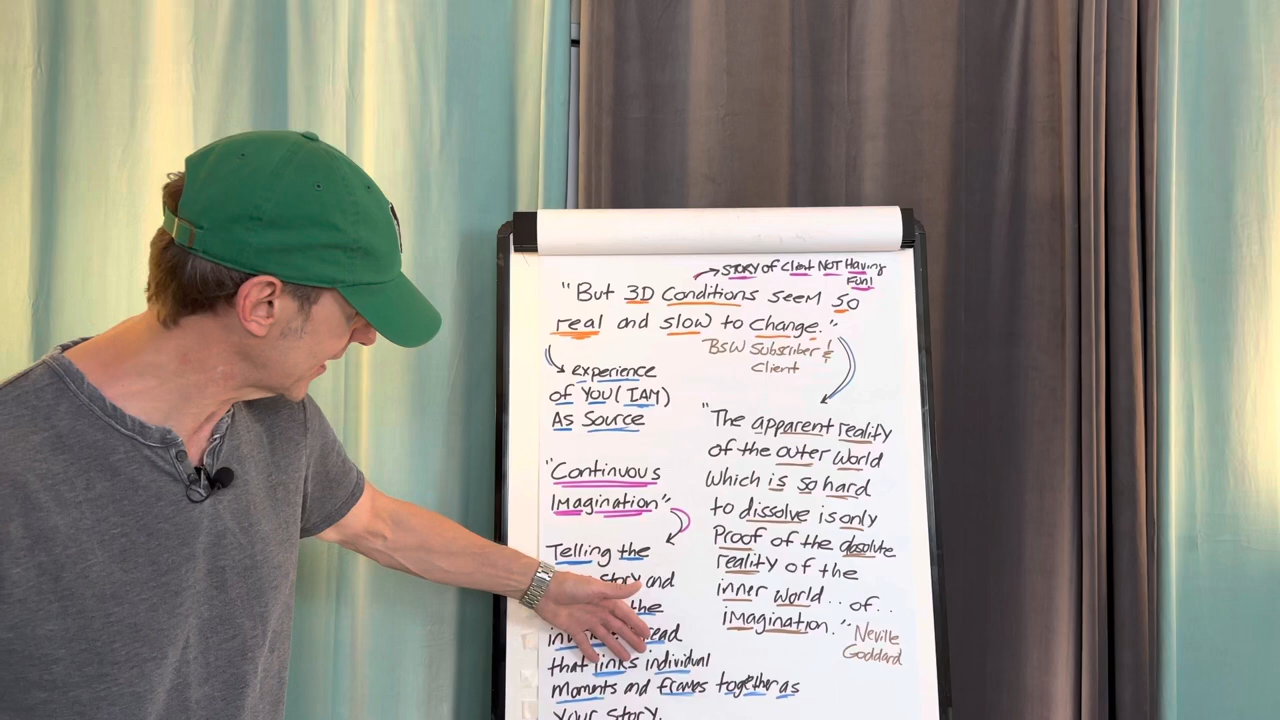 STORY of Client NOT Having
Fun!
"But 3D Conditions seem so
real and slow to change."
BSW Subscriber &
Client
experience
of YOU (IAM)
As Source
"Continuous
Imagination"
Telling the
story and
the
that links individual
moments and frames together as
your story.
"The apparent reality
of the outer world
which is so hard
to dissolve is only
Proof of the absolute
reality of the
inner world.. of..
imagination."
Neville
Goddard